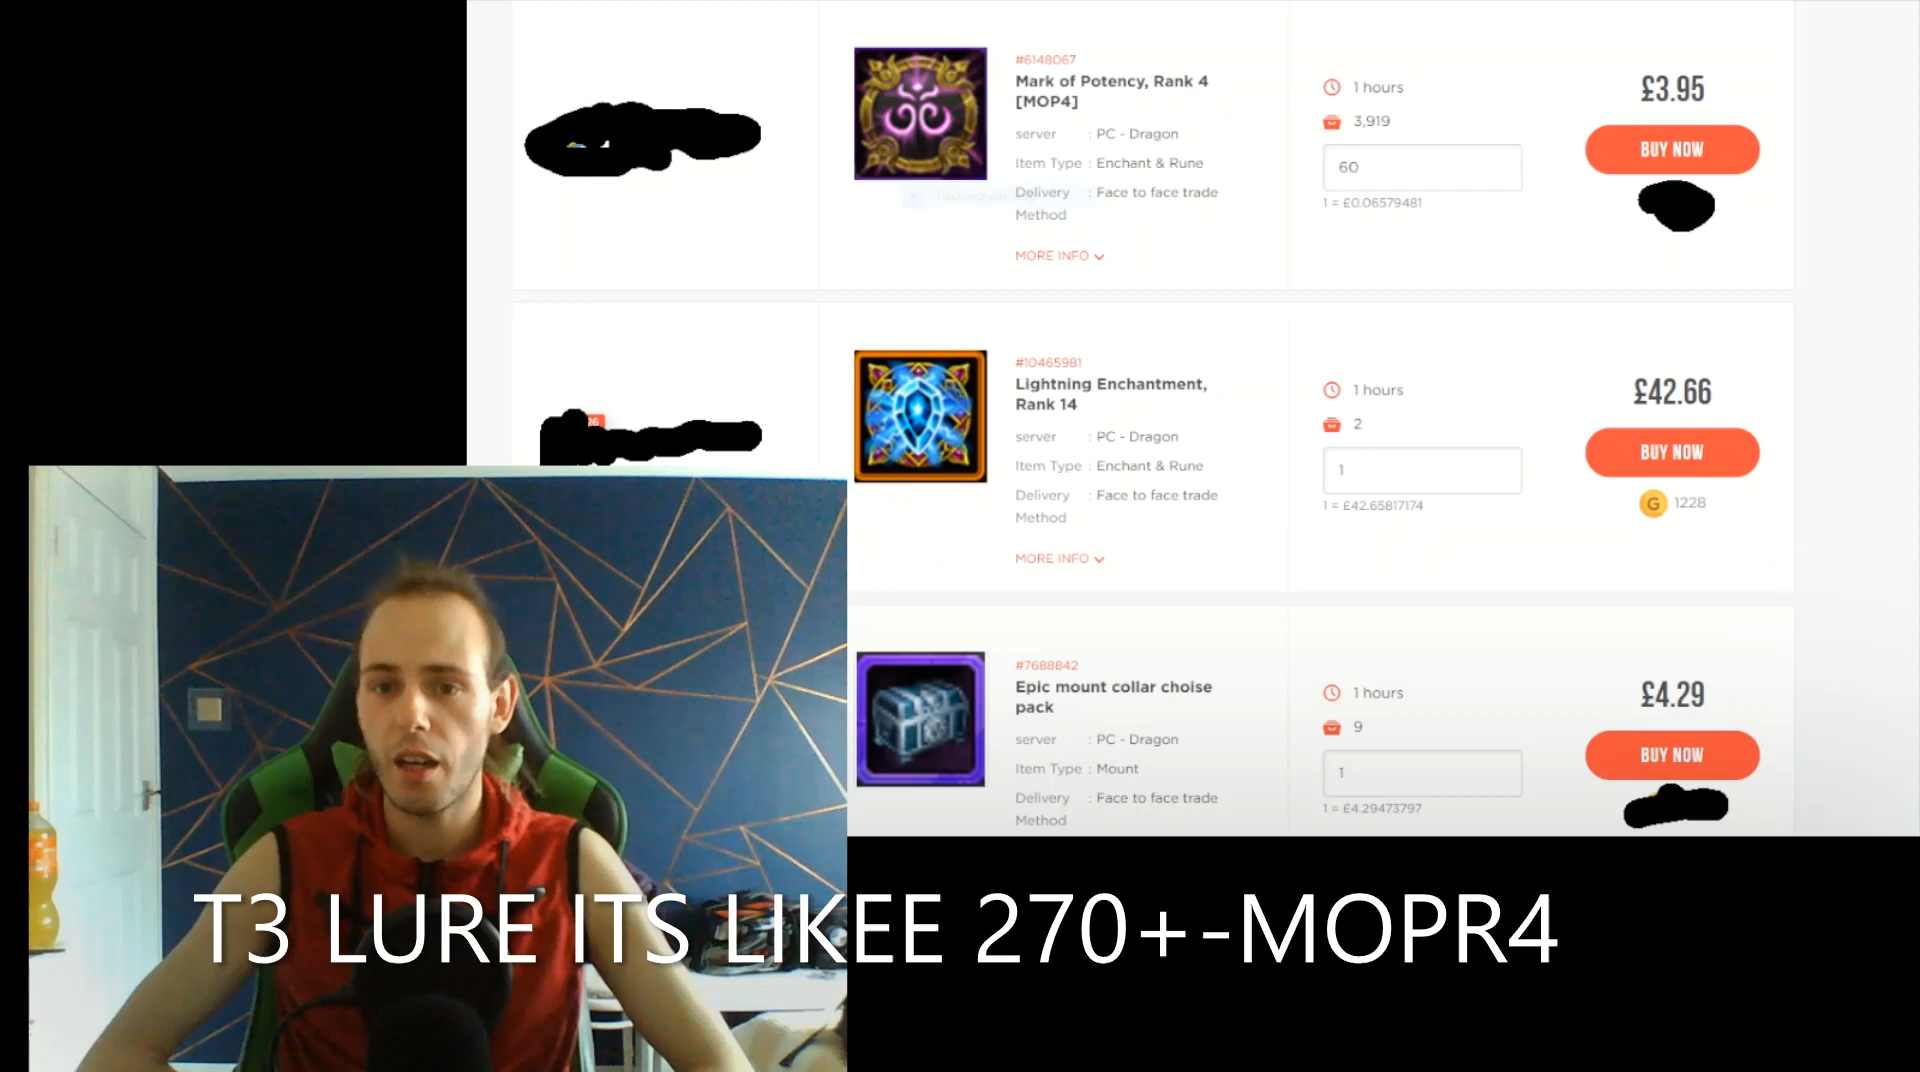 #6148067
Mark of Potency, Rank 4
[MOP4]
server : PC - Dragon
Item Type : Enchant & Rune
Delivery : Face to face trade
Method
MORE INFO
1 hours
3,919
60
1 = £0.06579481
£3.95
BUY NOW
#10465981
Lightning Enchantment,
Rank 14
server : PC - Dragon
Item Type : Enchant & Rune
Delivery : Face to face trade
Method
MORE INFO
1 hours
2
1
1 = £42.65817174
£42.66
BUY NOW
G 1228
#7688842
Epic mount collar choise
pack
server : PC - Dragon
Item Type : Mount
Delivery : Face to face trade
Method
1 hours
9
1
1 = £4.29473797
£4.29
BUY NOW
T3 LURE ITS LIKEE 270+-MOPR4